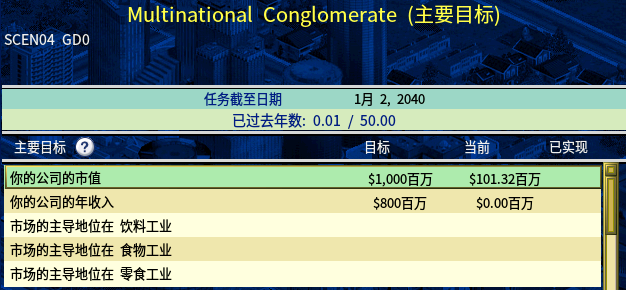 Multinational Conglomerate (主要目标)
SCEN04 GD0
任务截至日期 1月 2, 2040
已过去年数: 0.01 / 50.00
主要目标 ? 目标 当前 已实现
你的公司的市值 $1,000百万 $101.32百万
你的公司的年收入 $800百万 $0.00百万
市场的主导地位在 饮料工业
市场的主导地位在 食物工业
市场的主导地位在 零食工业